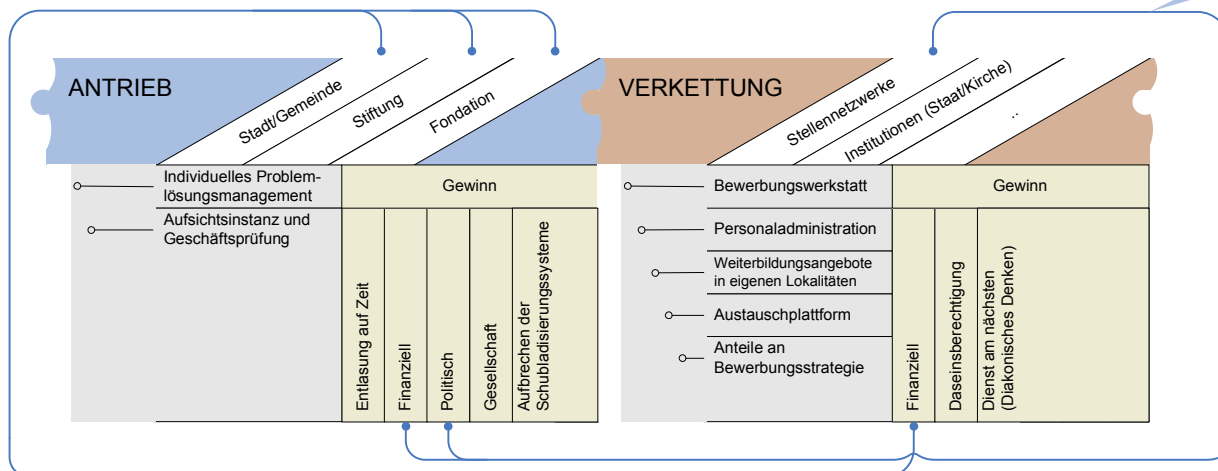 ANTRIEB
Stadt/Gemeinde
Stiftung
Fondation
Individuelles Problem-
lösungsmanagement
Aufsichtsinstanz und
Geschäftsprüfung
Gewinn
Entlasung auf Zeit
Finanziell
Politisch
Gesellschaft
Aufbrechen der
Schubladisierungssysteme
VERKETTUNG
Stellennetzwerke
Institutionen (Staat/Kirche)
..
Bewerbungswerkstatt
Personaladministration
Weiterbildungsangebote
in eigenen Lokalitäten
Austauschplattform
Anteile an
Bewerbungsstrategie
Gewinn
Finanziell
Daseinsberechtigung
Dienst am nächsten
(Diakonisches Denken)